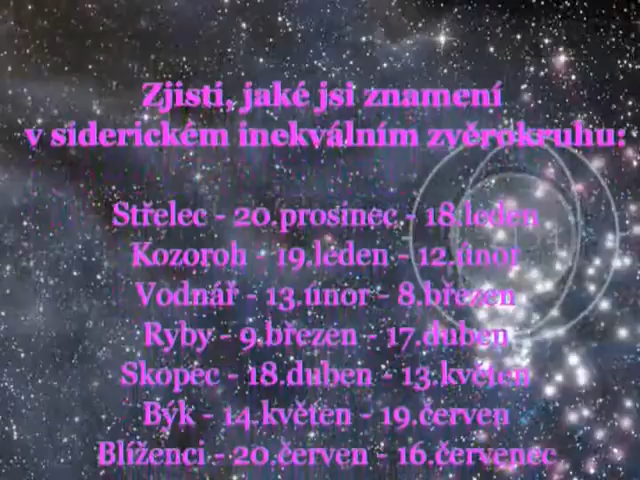 Zjisti, jaké jsi znamení
v siderickém inekválním zvěrokruhu:
Střelec - 20.prosinec - 18.leden
Kozoroh - 19.leden - 12.únor
Vodnář - 13.únor - 8.březen
Ryby - 9.březen - 17.duben
Skopec - 18.duben - 13.květen
Býk - 14.květen - 19.červen
Blíženci - 20.červen - 16.červenec